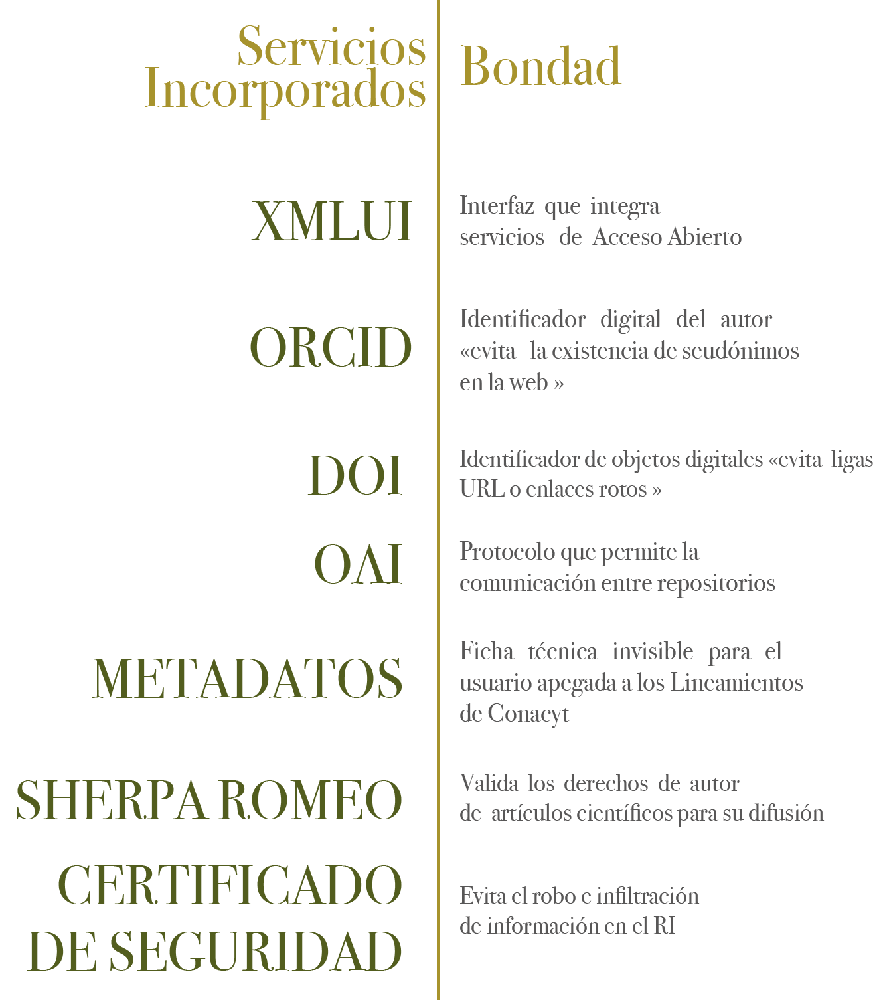 Servicios
Incorporados
Bondad
XMLUI
Interfaz que integra
servicios de Acceso Abierto
ORCID
Identificador digital del autor
«evita la existencia de seudónimos
en la web »
DOI
Identificador de objetos digitales «evita ligas
URL o enlaces rotos »
OAI
Protocolo que permite la
comunicación entre repositorios
METADATOS
Ficha técnica invisible para el
usuario apegada a los Lineamientos
de Conacyt
SHERPA ROMEO
Valida los derechos de autor
de artículos científicos para su difusión
CERTIFICADO
DE SEGURIDAD
Evita el robo e infiltración
de información en el RI